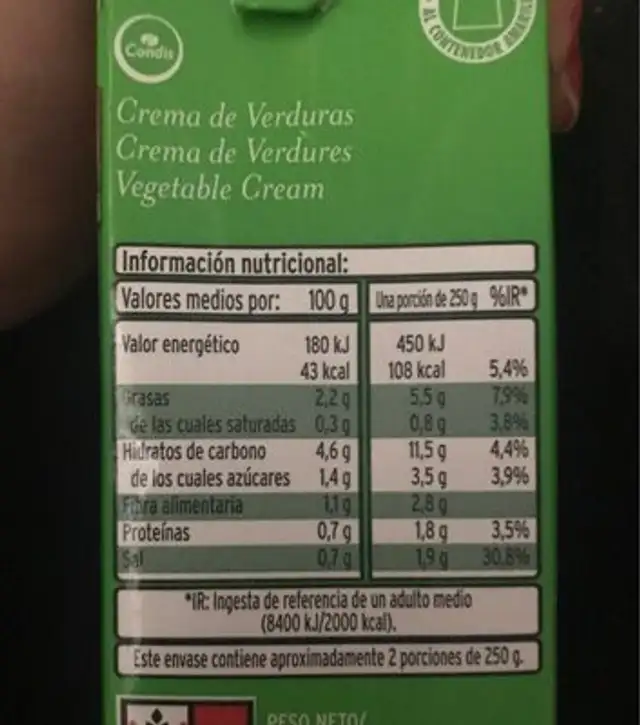 Condis
AL CONTENEDOR AMARILLO
Crema de Verduras
Crema de Verdures
Vegetable Cream
Información nutricional:
Valores medios por: 100 g Una porción de 250 g %IR*
Valor energético 180 kJ 450 kJ
43 kcal 108 kcal 5,4%
Grasas 2,2 g 5,5 g 7,9%
de las cuales saturadas 0,3 g 0,8 g 3,8%
Hidratos de carbono 4,6 g 11,5 g 4,4%
de los cuales azúcares 1,4 g 3,5 g 3,9%
Fibra alimentaria 1,1 g 2,8 g
Proteínas 0,7 g 1,8 g 3,5%
Sal 0,7 g 1,9 g 30,8%
*IR: Ingesta de referencia de un adulto medio
(8400 kJ/2000 kcal).
Este envase contiene aproximadamente 2 porciones de 250 g.
PESO NETO/